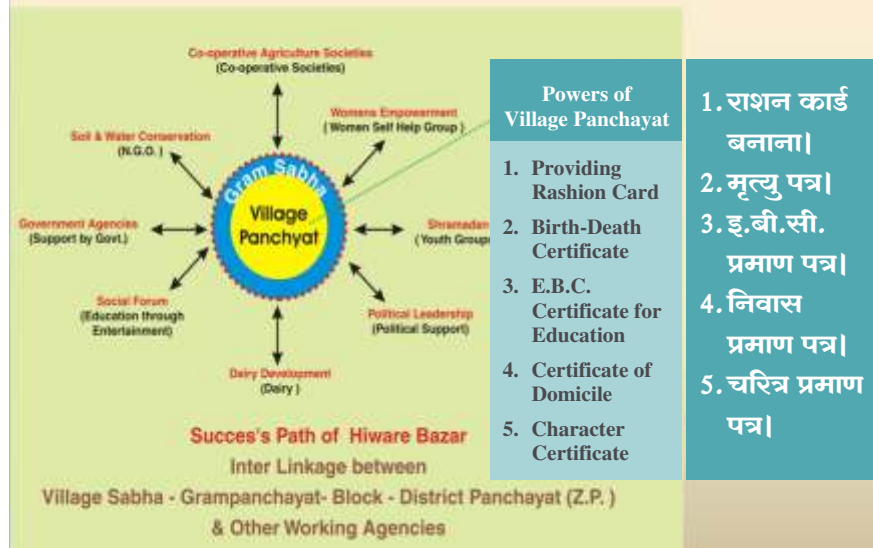 Co-operative Agriculture Societies
(Co-operative Societies)
Womens Empowerment
( Women Self Help Group )
Soil & Water Conservation
(N.G.O. )
Gram Sabha
Village
Panchyat
Government Agencies
(Support by Govt.)
Shramadan
( Youth Group
Social Forum
(Education through
Entertainment)
Political Leadership
(Political Support)
Dairy Development
(Dairy )
Succes's Path of Hiware Bazar
Inter Linkage between
Village Sabha - Grampanchayat- Block - District Panchayat (Z.P. )
& Other Working Agencies
Powers of
Village Panchayat
1. Providing
Rashion Card
2. Birth-Death
Certificate
3. E.B.C.
Certificate for
Education
4. Certificate of
Domicile
5. Character
Certificate
1. राशन कार्ड
बनाना|
2. मृत्यु पत्र|
3. इ.बी.सी.
प्रमाण पत्र|
4. निवास
प्रमाण पत्र|
5. चरित्र प्रमाण
पत्र|